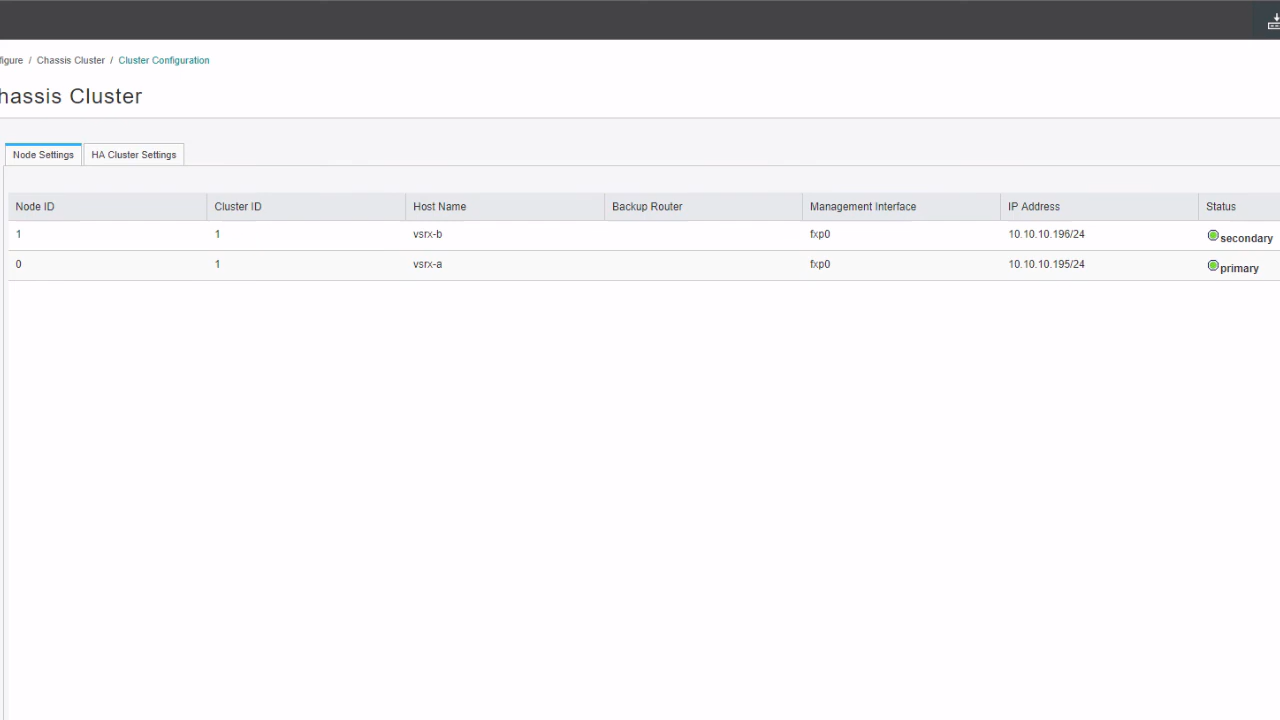 figure / Chassis Cluster / Cluster Configuration
hassis Cluster
Node Settings HA Cluster Settings
Node ID Cluster ID Host Name Backup Router Management Interface IP Address Status
1 1 vsrx-b fxp0 10.10.10.196/24 secondary
0 1 vsrx-a fxp0 10.10.10.195/24 primary